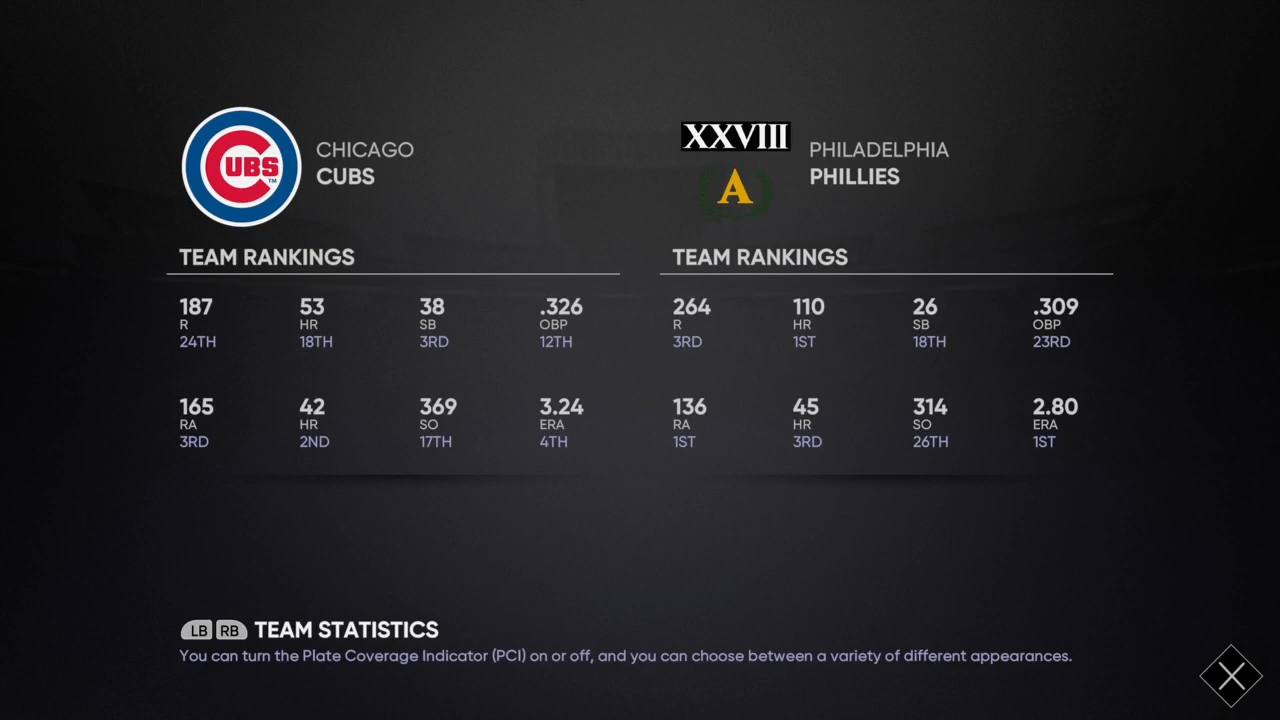 CUBS
TM
CHICAGO
CUBS
XXVIII
A
PHILADELPHIA
PHILLIES
TEAM RANKINGS
187 53 38 .326
R HR SB OBP
24TH 18TH 3RD 12TH
165 42 369 3.24
RA HR SO ERA
3RD 2ND 17TH 4TH
TEAM RANKINGS
264 110 26 .309
R HR SB OBP
3RD 1ST 18TH 23RD
136 45 314 2.80
RA HR SO ERA
1ST 3RD 26TH 1ST
LB RB TEAM STATISTICS
You can turn the Plate Coverage Indicator (PCI) on or off, and you can choose between a variety of different appearances.